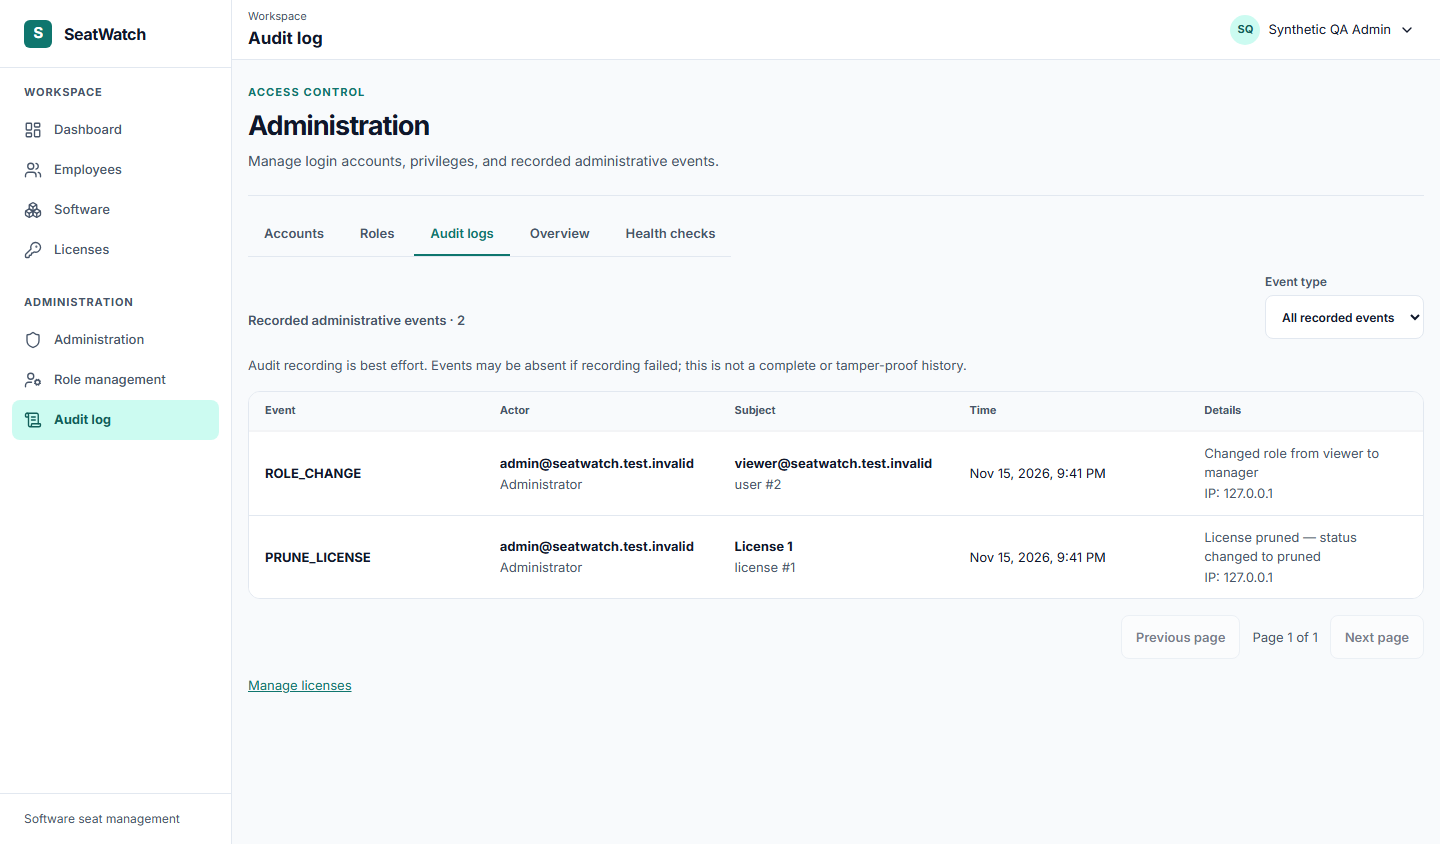 S
SeatWatch
WORKSPACE
Dashboard
Employees
Software
Licenses
ADMINISTRATION
Administration
Role management
Audit log
Software seat management
Workspace
Audit log
SQ
Synthetic QA Admin
ACCESS CONTROL
Administration
Manage login accounts, privileges, and recorded administrative events.
Accounts
Roles
Audit logs
Overview
Health checks
Event type
Recorded administrative events · 2
All recorded events
Audit recording is best effort. Events may be absent if recording failed; this is not a complete or tamper-proof history.
Event
Actor
Subject
Time
Details
ROLE_CHANGE
admin@seatwatch.test.invalid
Administrator
viewer@seatwatch.test.invalid
user #2
Nov 15, 2026, 9:41 PM
Changed role from viewer to
manager
IP: 127.0.0.1
PRUNE_LICENSE
admin@seatwatch.test.invalid
Administrator
License 1
license #1
Nov 15, 2026, 9:41 PM
License pruned — status
changed to pruned
IP: 127.0.0.1
Previous page
Page 1 of 1
Next page
Manage licenses